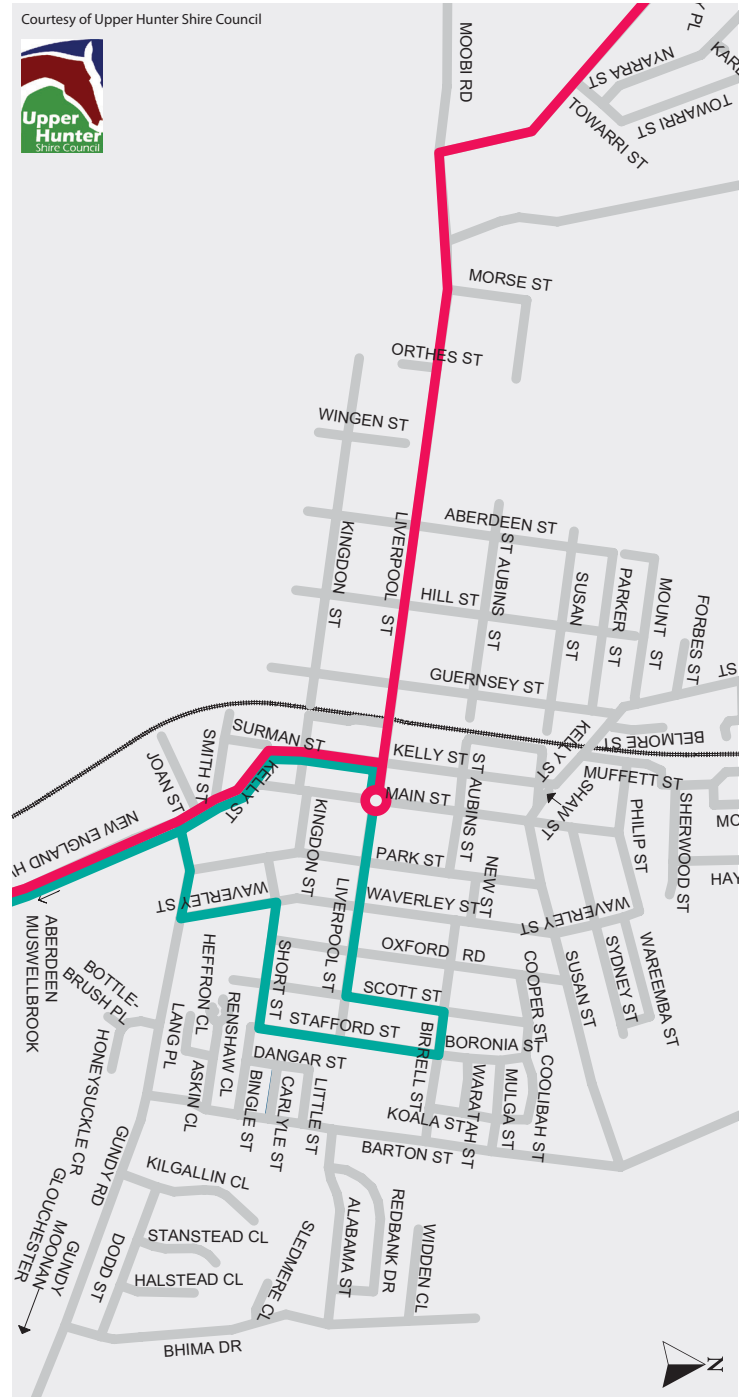 Courtesy of Upper Hunter Shire Council
Upper
Hunter
Shire Council
MOOBI RD
PL
NYARRA ST
TOWARRI ST
TOWARRI ST
MORSE ST
ORTHES ST
WINGEN ST
KINGDON ST
LIVERPOOL ST
ABERDEEN ST
ST AUBINS ST
SUSAN ST
PARKER ST
MOUNT ST
FORBES ST
HILL ST
GUERNSEY ST
ST
BELMORE ST
KELLY ST
SURMAN ST
SMITH ST
JOAN ST
KELLY ST
KELLY ST
MAIN ST
ST AUBINS ST
SHAW ST
MUFFETT ST
PHILIP ST
SHERWOOD ST
MO
HAY
NEW ENGLAND H
KINGDON ST
PARK ST
NEW ST
WAVERLEY ST
WAVERLEY ST
WAVERLEY ST
LIVERPOOL ST
OXFORD RD
SYDNEY ST
WAREEMBA ST
SUSAN ST
COOPER ST
ABERDEEN
MUSWELLBROOK
BOTTLE-
BRUSH PL
HEFFRON CL
SHORT ST
SCOTT ST
STAFFORD ST
BIRRELL ST
BORONIA ST
COOLIBAH ST
LANG PL
RENSHAW CL
ASKIN CL
DANGAR ST
BINGLE ST
CARLYLE ST
LITTLE ST
HONEYSUCKLE CR
KOALA ST
WARATAH ST
MULGA ST
BARTON ST
GUNDY RD
KILGALLIN CL
STANSTEAD CL
HALSTEAD CL
DODD ST
SLEDMERE CL
ALABAMA ST
REDBANK DR
WIDDEN CL
GUNDY
MOONAN
GLOUCHESTER
BHIMA DR
N